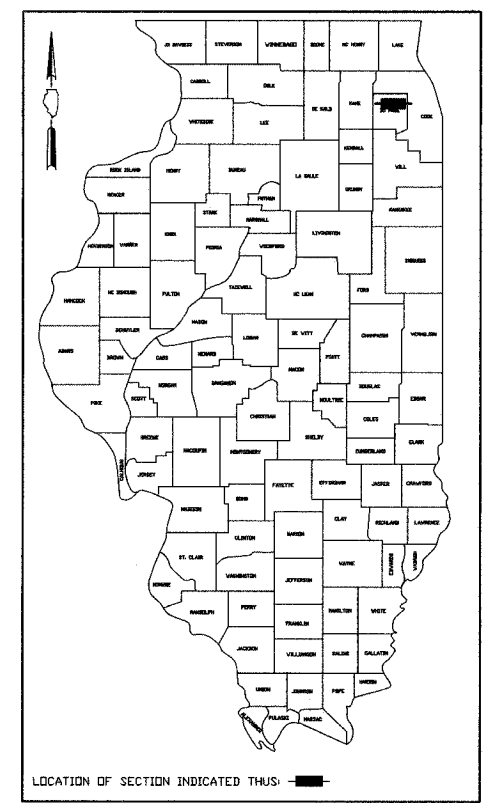 JO DAVIESS STEPHENSON WINNEBAGO BOONE MC HENRY LAKE
CARROLL OGLE DE KALB KANE COOK
WHITESIDE LEE
KENDALL WILL
ROCK ISLAND HENRY BUREAU LA SALLE GRUNDY
MERCER PUTNAM KANKAKEE
STARK MARSHALL
HENDERSON WARREN KNOX PEORIA WOODFORD LIVINGSTON
IROQUOIS
HANCOCK MC DONOUGH FULTON TAZEWELL MC LEAN FORD
MASON
SCHUYLER LOGAN DE WITT CHAMPAIGN VERMILION
ADAMS BROWN CASS MENARD MACON PIATT
MORGAN SANGAMON DOUGLAS
PIKE SCOTT MOULTRIE EDGAR
CHRISTIAN COLES
GREENE MACOUPIN SHELBY
MONTGOMERY CUMBERLAND CLARK
CALHOUN JERSEY
FAYETTE EFFINGHAM JASPER CRAWFORD
BOND
MADISON
CLAY RICHLAND LAWRENCE
CLINTON MARION
ST. CLAIR WAYNE EDWARDS WABASH
WASHINGTON JEFFERSON
MONROE
RANDOLPH PERRY HAMILTON WHITE
FRANKLIN
JACKSON WILLIAMSON SALINE GALLATIN
UNION JOHNSON POPE HARDIN
ALEXANDER PULASKI MASSAC
LOCATION OF SECTION INDICATED THUS: